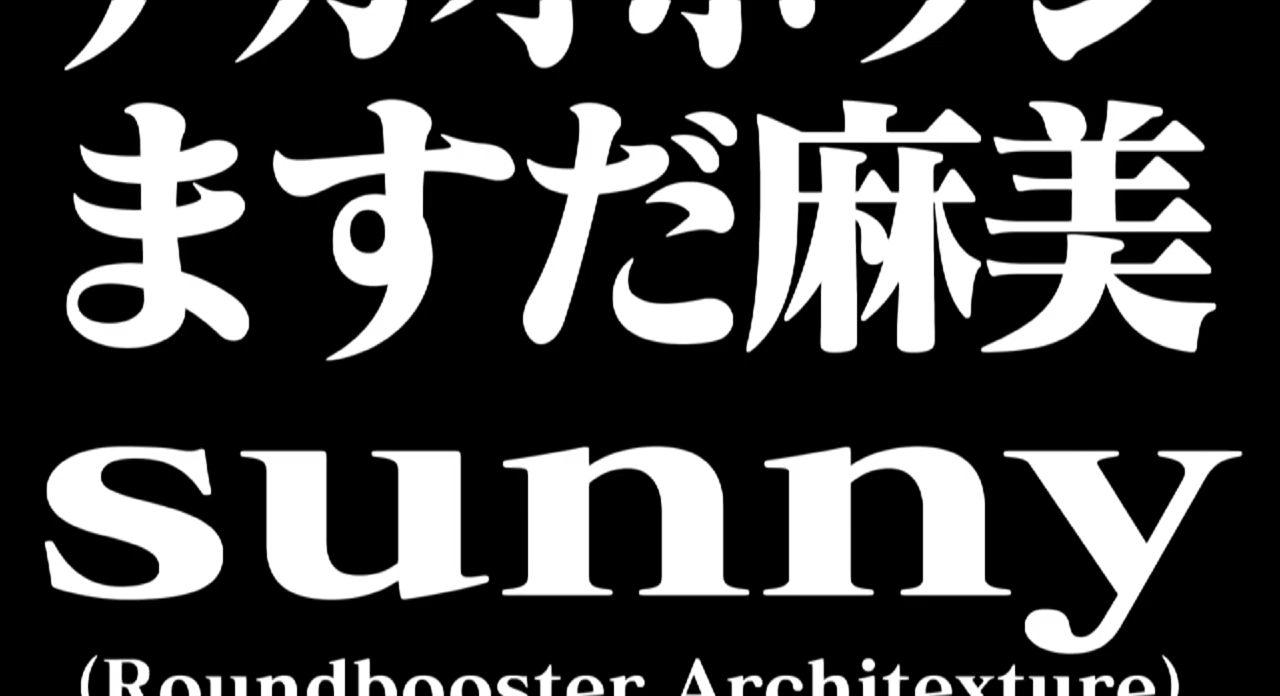 ますだ麻美
sunny
(Roundbooster Architexture)